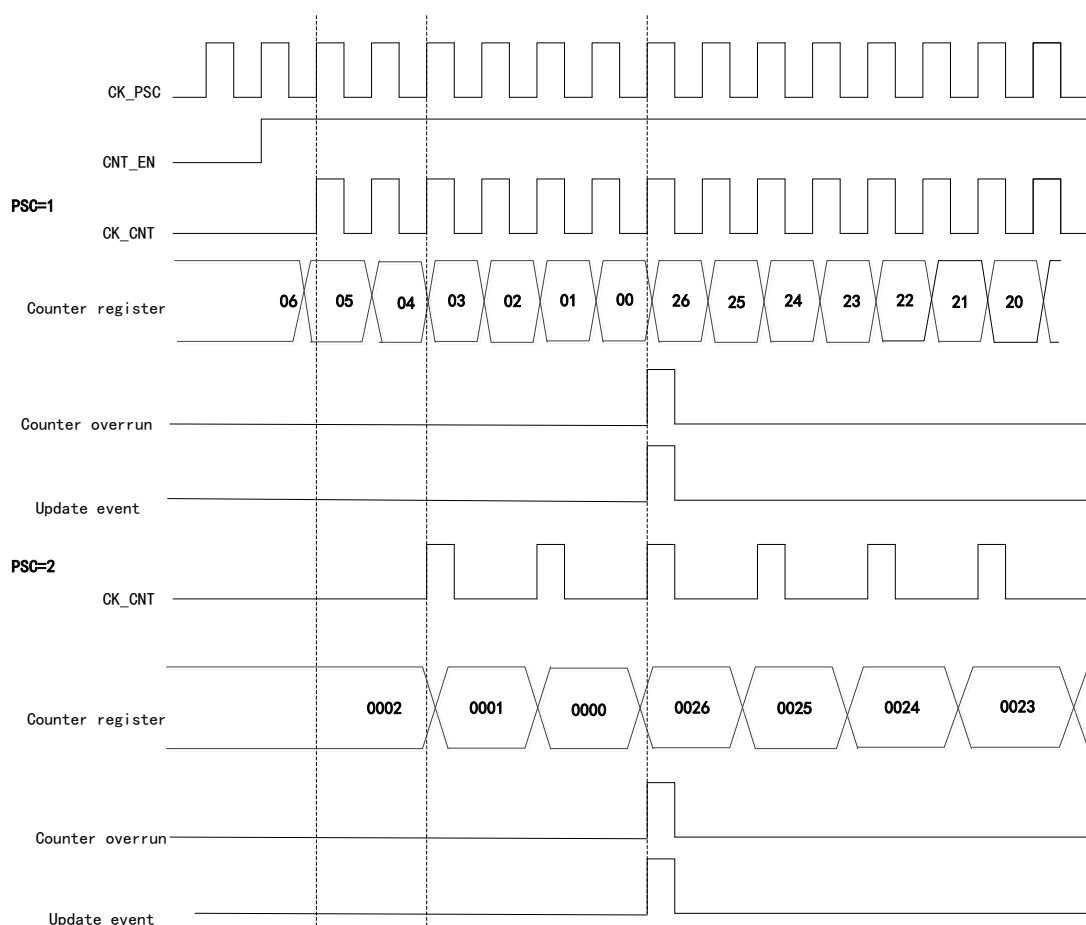 CK_PSC
CNT_EN
PSC=1
CK_CNT
Counter register 06 05 04 03 02 01 00 26 25 24 23 22 21 20
Counter overrun
Update event
PSC=2
CK_CNT
Counter register 0002 0001 0000 0026 0025 0024 0023
Counter overrun
Update event